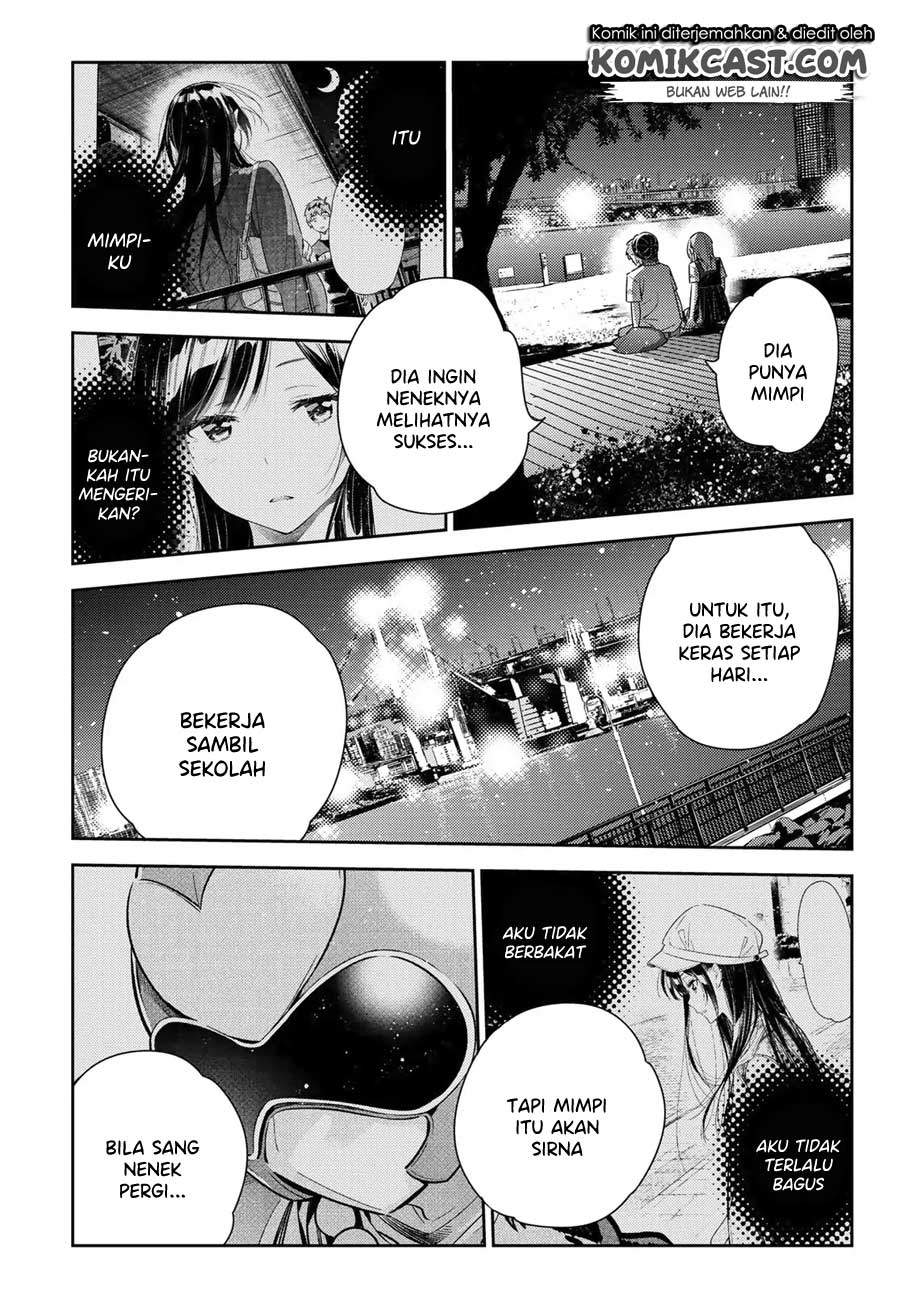 Komik ini diterjemahkan & diedit oleh
KOMIKCAST.COM
BUKAN WEB LAIN!!
ITU
MIMPI-
KU
DIA
PUNYA
MIMPI
DIA INGIN
NENEKNYA
MELIHATNYA
SUKSES...
BUKAN-
KAH ITU
MENGERI-
KAN?
UNTUK ITU,
DIA BEKERJA
KERAS SETIAP
HARI...
BEKERJA
SAMBIL
SEKOLAH
AKU TIDAK
BERBAKAT
AKU TIDAK
TERLALU
BAGUS
TAPI MIMPI
ITU AKAN
SIRNA
BILA SANG
NENEK
PERGI...